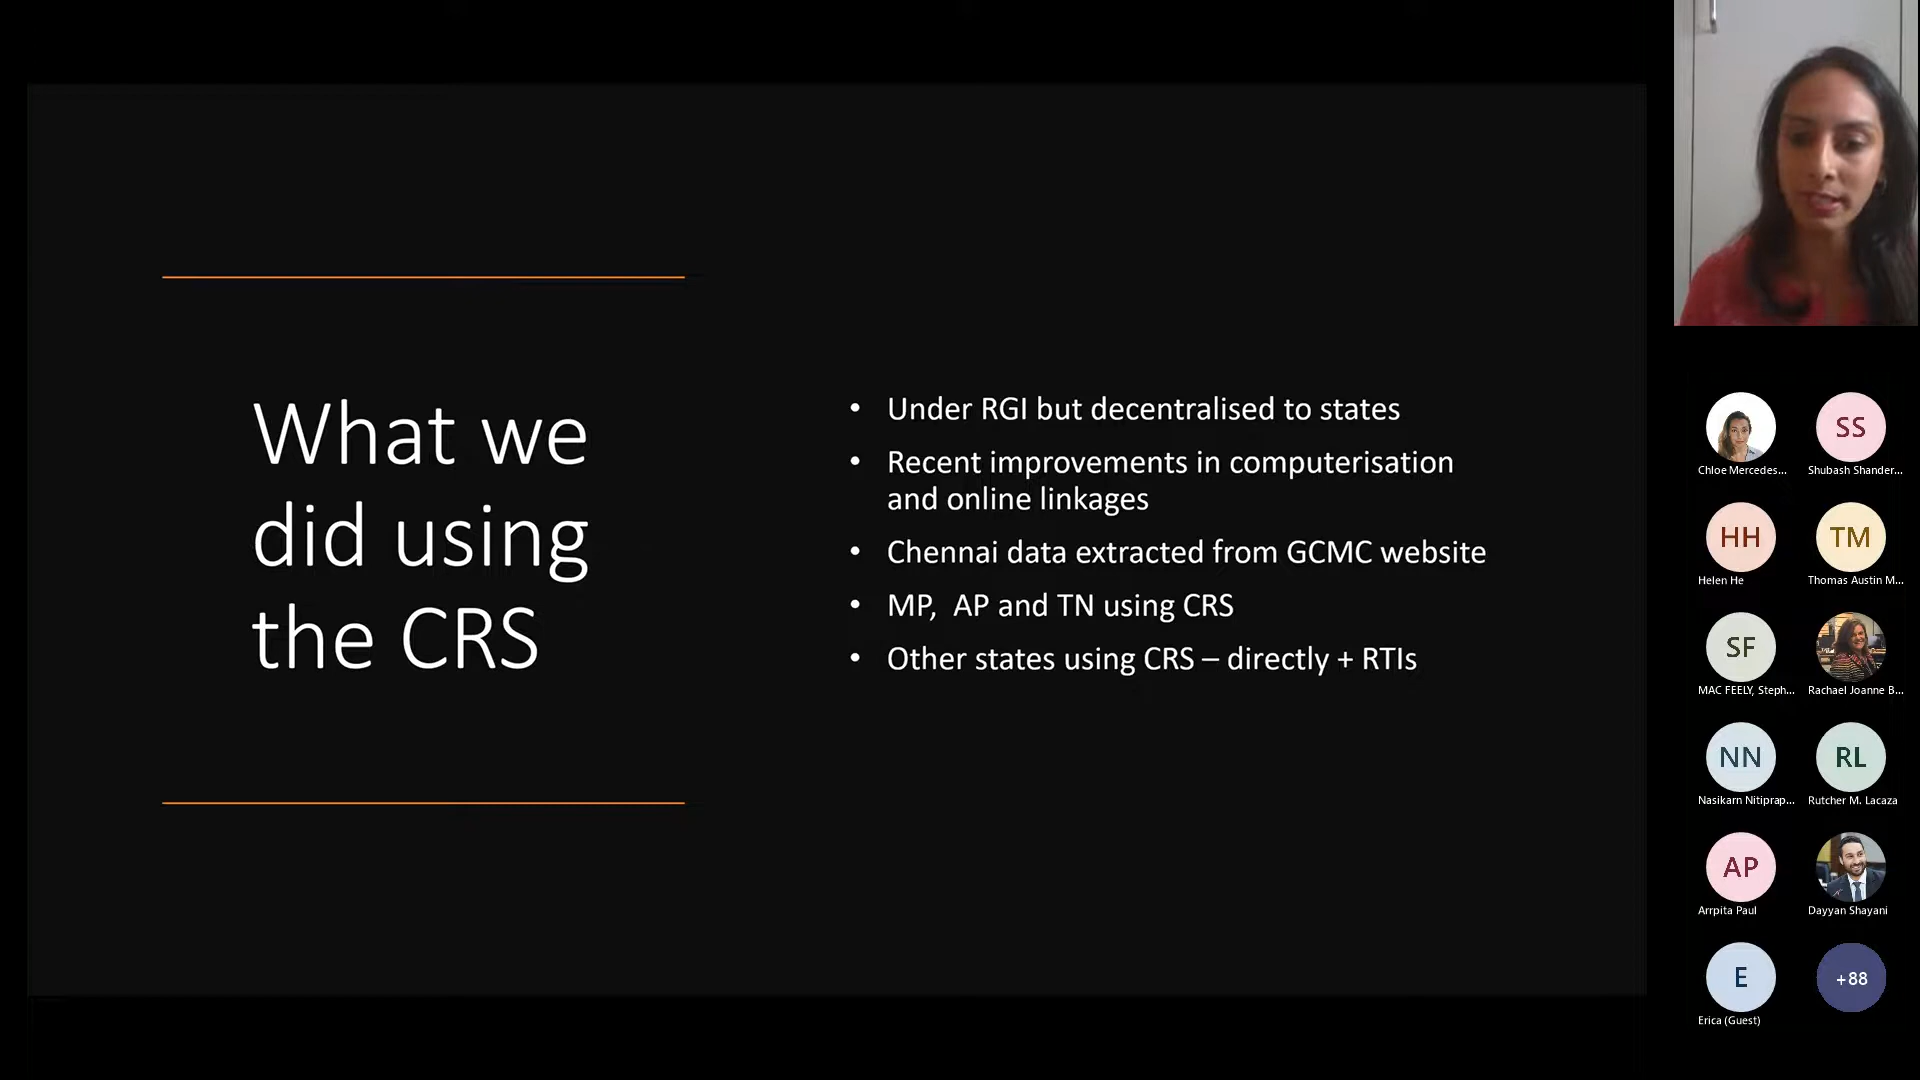 What we
did using
the CRS
• Under RGI but decentralised to states
• Recent improvements in computerisation
and online linkages
• Chennai data extracted from GCMC website
• MP,  AP and TN using CRS
• Other states using CRS – directly + RTIs
Chloe Mercedes...
SS
Shubash Shander...
HH
Helen He
TM
Thomas Austin M...
SF
MAC FEELY, Steph...
Rachael Joanne B...
NN
Nasikarn Nitiprap...
RL
Rutcher M. Lacaza
AP
Arrpita Paul
Dayyan Shayani
E
Erica (Guest)
+88